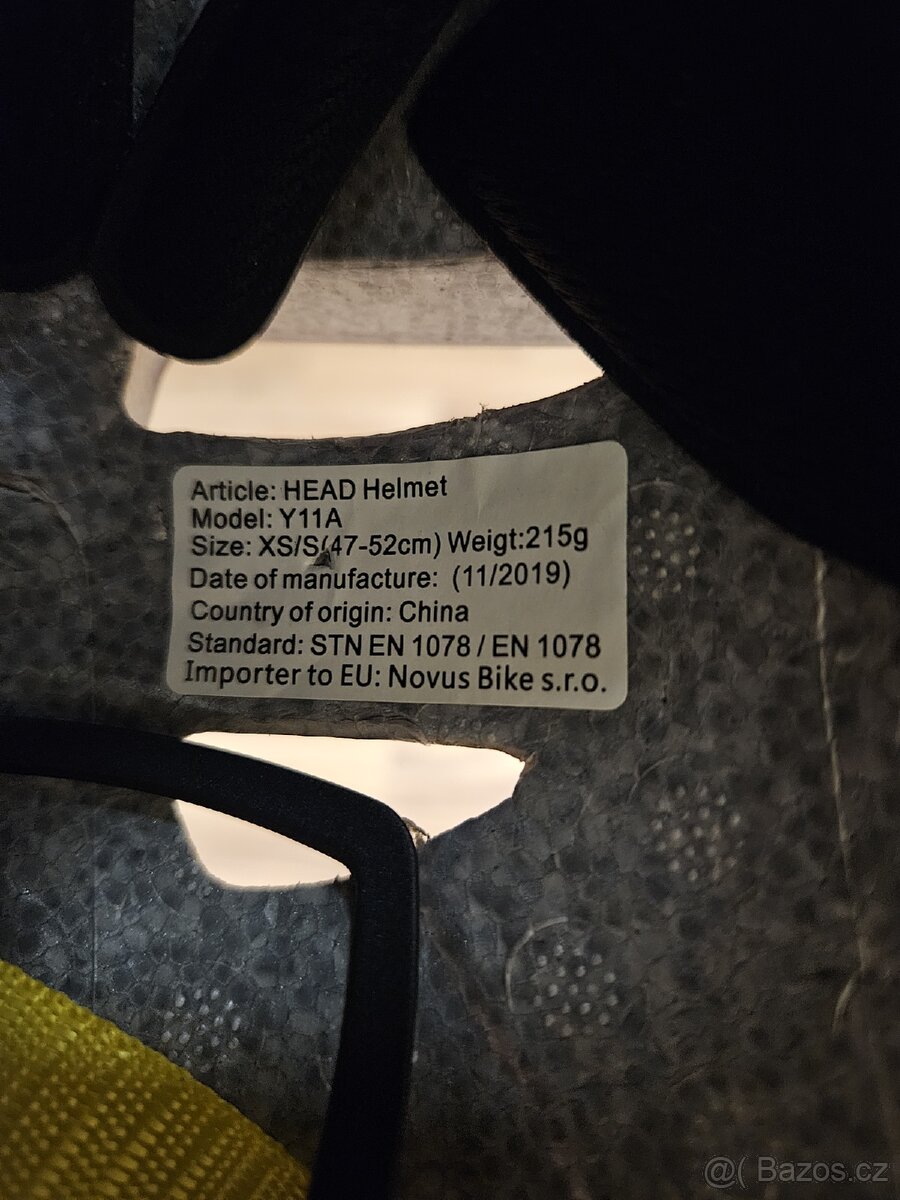 Article: HEAD Helmet
Model: Y11A
Size: XS/S(47-52cm) Weigt:215g
Date of manufacture: (11/2019)
Country of origin: China
Standard: STN EN 1078 / EN 1078
Importer to EU: Novus Bike s.r.o.
@( Bazos.cz